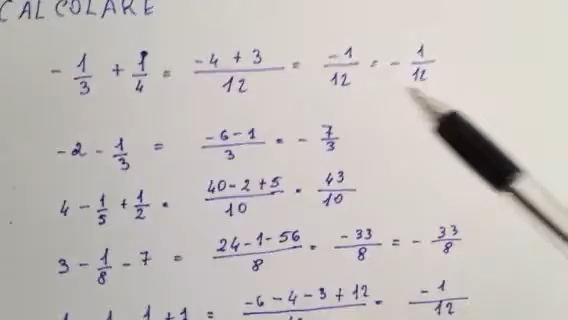 CALCOLARE
- 1/3 + 1/4 = (-4 + 3)/12 = -1/12 = - 1/12
-2 - 1/3 = (-6 - 1)/3 = - 7/3
4 - 1/5 + 1/2 = (40 - 2 + 5)/10 = 43/10
3 - 1/8 - 7 = (24 - 1 - 56)/8 = -33/8 = - 33/8
+ 1 = -6 - 4 - 3 + 12 = -1/12